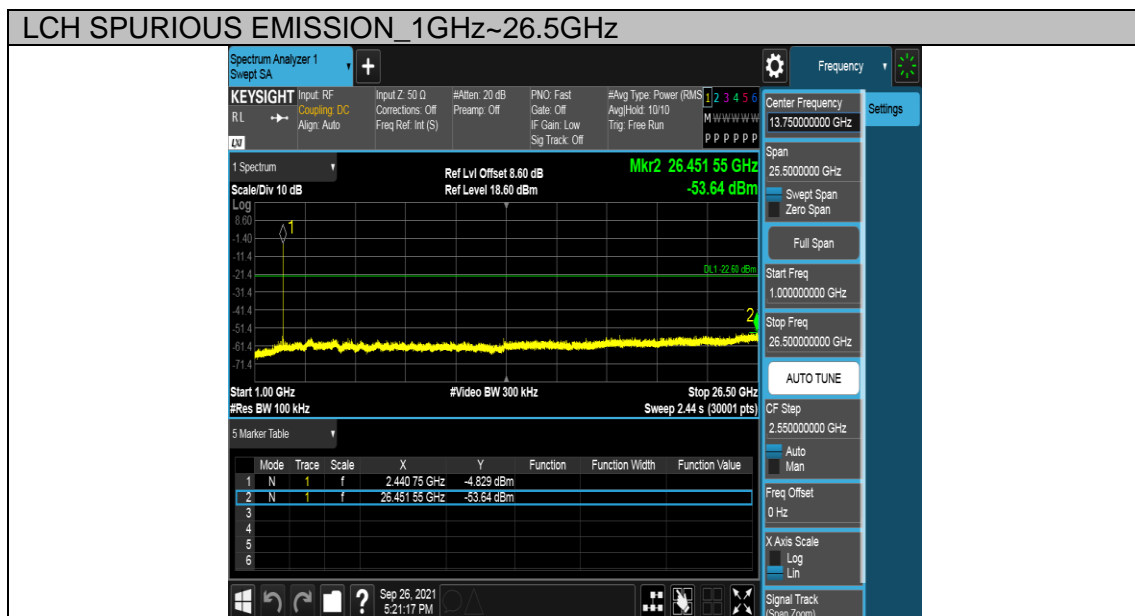 LCH SPURIOUS EMISSION_1GHz~26.5GHz
Spectrum Analyzer 1
Swept SA
+
Frequency
KEYSIGHT
RL
LXI
Input: RF
Coupling: DC
Align: Auto
Input Z: 50 Ω
Corrections: Off
Freq Ref: Int (S)
#Atten: 20 dB
Preamp: Off
PNO: Fast
Gate: Off
IF Gain: Low
Sig Track: Off
#Avg Type: Power (RMS
Avg|Hold: 10/10
Trig: Free Run
1 2 3 4 5 6
M W W W W W
P P P P P P
1 Spectrum
Scale/Div 10 dB
Ref Lvl Offset 8.60 dB
Ref Level 18.60 dBm
Mkr2 26.451 55 GHz
-53.64 dBm
Log
8.60
-1.40
-11.4
-21.4
-31.4
-41.4
-51.4
-61.4
-71.4
1
DL1 -22.60 dBm
2
Start 1.00 GHz
#Res BW 100 kHz
#Video BW 300 kHz
Stop 26.50 GHz
Sweep 2.44 s (30001 pts)
5 Marker Table
Mode Trace Scale X Y Function Function Width Function Value
1 N 1 f 2.440 75 GHz -4.829 dBm
2 N 1 f 26.451 55 GHz -53.64 dBm
3
4
5
6
?
Sep 26, 2021
5:21:17 PM
Settings
Center Frequency
13.750000000 GHz
Span
25.5000000 GHz
Swept Span
Zero Span
Full Span
Start Freq
1.000000000 GHz
Stop Freq
26.500000000 GHz
AUTO TUNE
CF Step
2.550000000 GHz
Auto
Man
Freq Offset
0 Hz
X Axis Scale
Log
Lin
Signal Track
(Span Zoom)